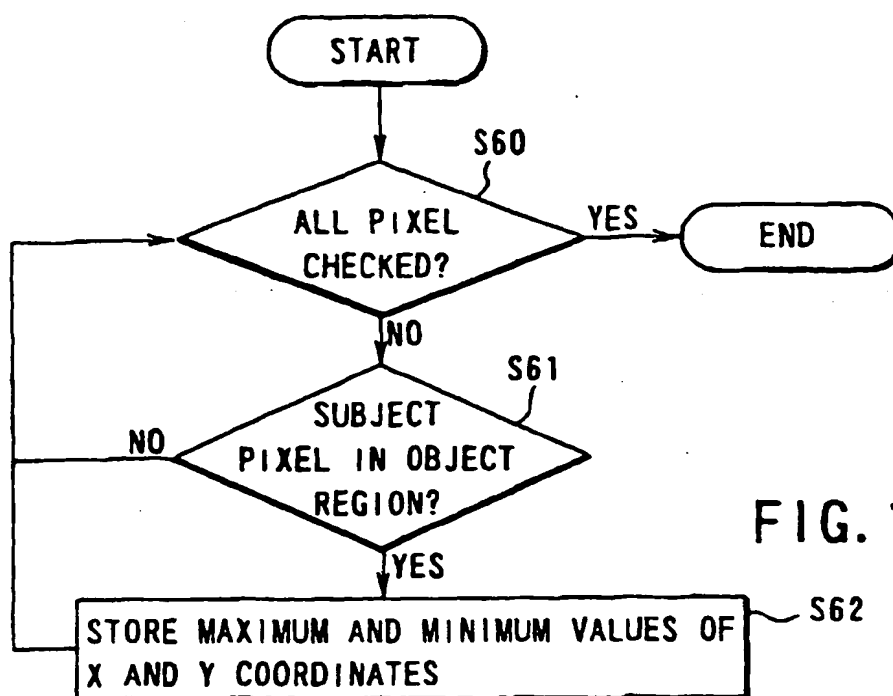 START
S60
ALL PIXEL
CHECKED?
YES
END
NO
S61
SUBJECT
PIXEL IN OBJECT
REGION?
NO
YES
FIG.
S62
STORE MAXIMUM AND MINIMUM VALUES OF
X AND Y COORDINATES